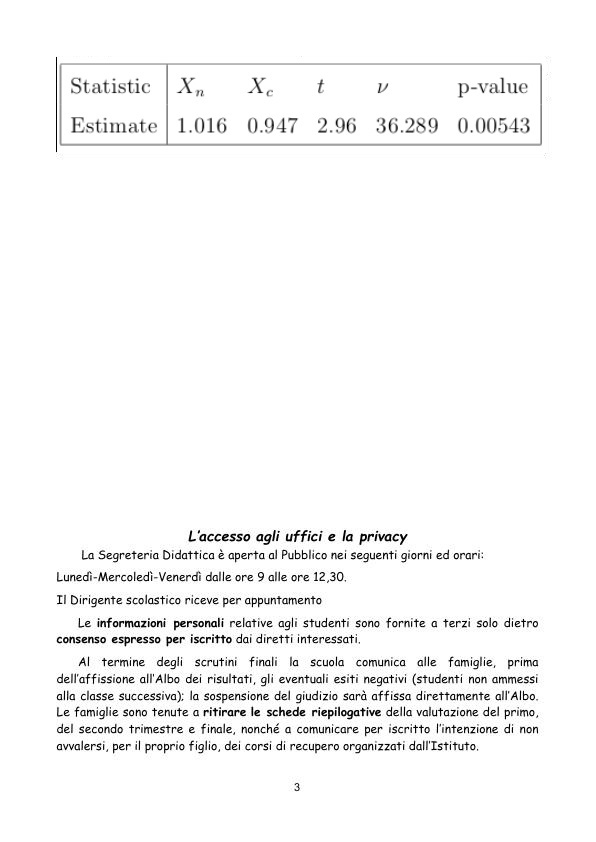 Statistic Xn Xc t ν p-value
Estimate 1.016 0.947 2.96 36.289 0.00543
L'accesso agli uffici e la privacy
La Segreteria Didattica è aperta al Pubblico nei seguenti giorni ed orari:
Lunedì-Mercoledì-Venerdì dalle ore 9 alle ore 12,30.
Il Dirigente scolastico riceve per appuntamento
Le informazioni personali relative agli studenti sono fornite a terzi solo dietro
consenso espresso per iscritto dai diretti interessati.
Al termine degli scrutini finali la scuola comunica alle famiglie, prima
dell'affissione all'Albo dei risultati, gli eventuali esiti negativi (studenti non ammessi
alla classe successiva); la sospensione del giudizio sarà affissa direttamente all'Albo.
Le famiglie sono tenute a ritirare le schede riepilogative della valutazione del primo,
del secondo trimestre e finale, nonché a comunicare per iscritto l'intenzione di non
avvalersi, per il proprio figlio, dei corsi di recupero organizzati dall'Istituto.
3